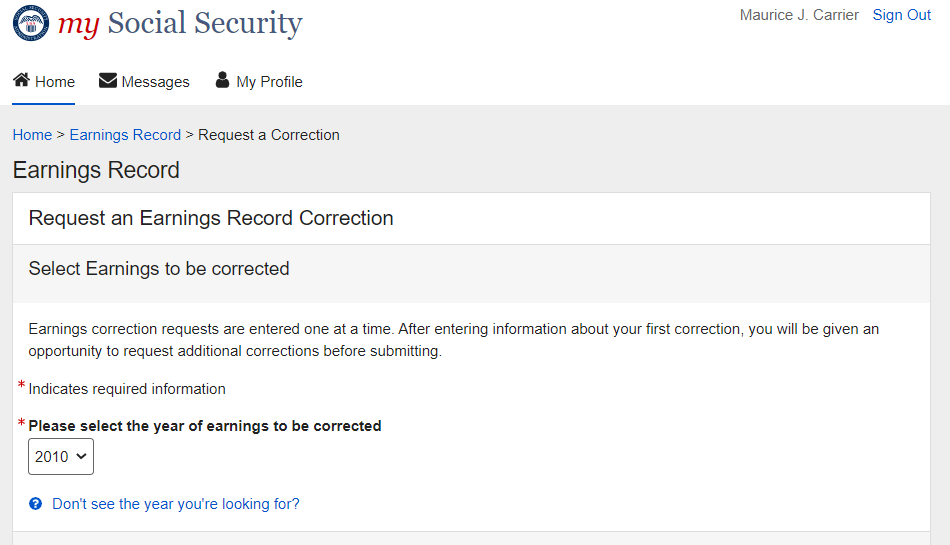 my Social Security
Maurice J. Carrier Sign Out
Home Messages My Profile
Home > Earnings Record > Request a Correction
Earnings Record
Request an Earnings Record Correction
Select Earnings to be corrected
Earnings correction requests are entered one at a time. After entering information about your first correction, you will be given an
opportunity to request additional corrections before submitting.
* Indicates required information
* Please select the year of earnings to be corrected
2010
? Don't see the year you're looking for?